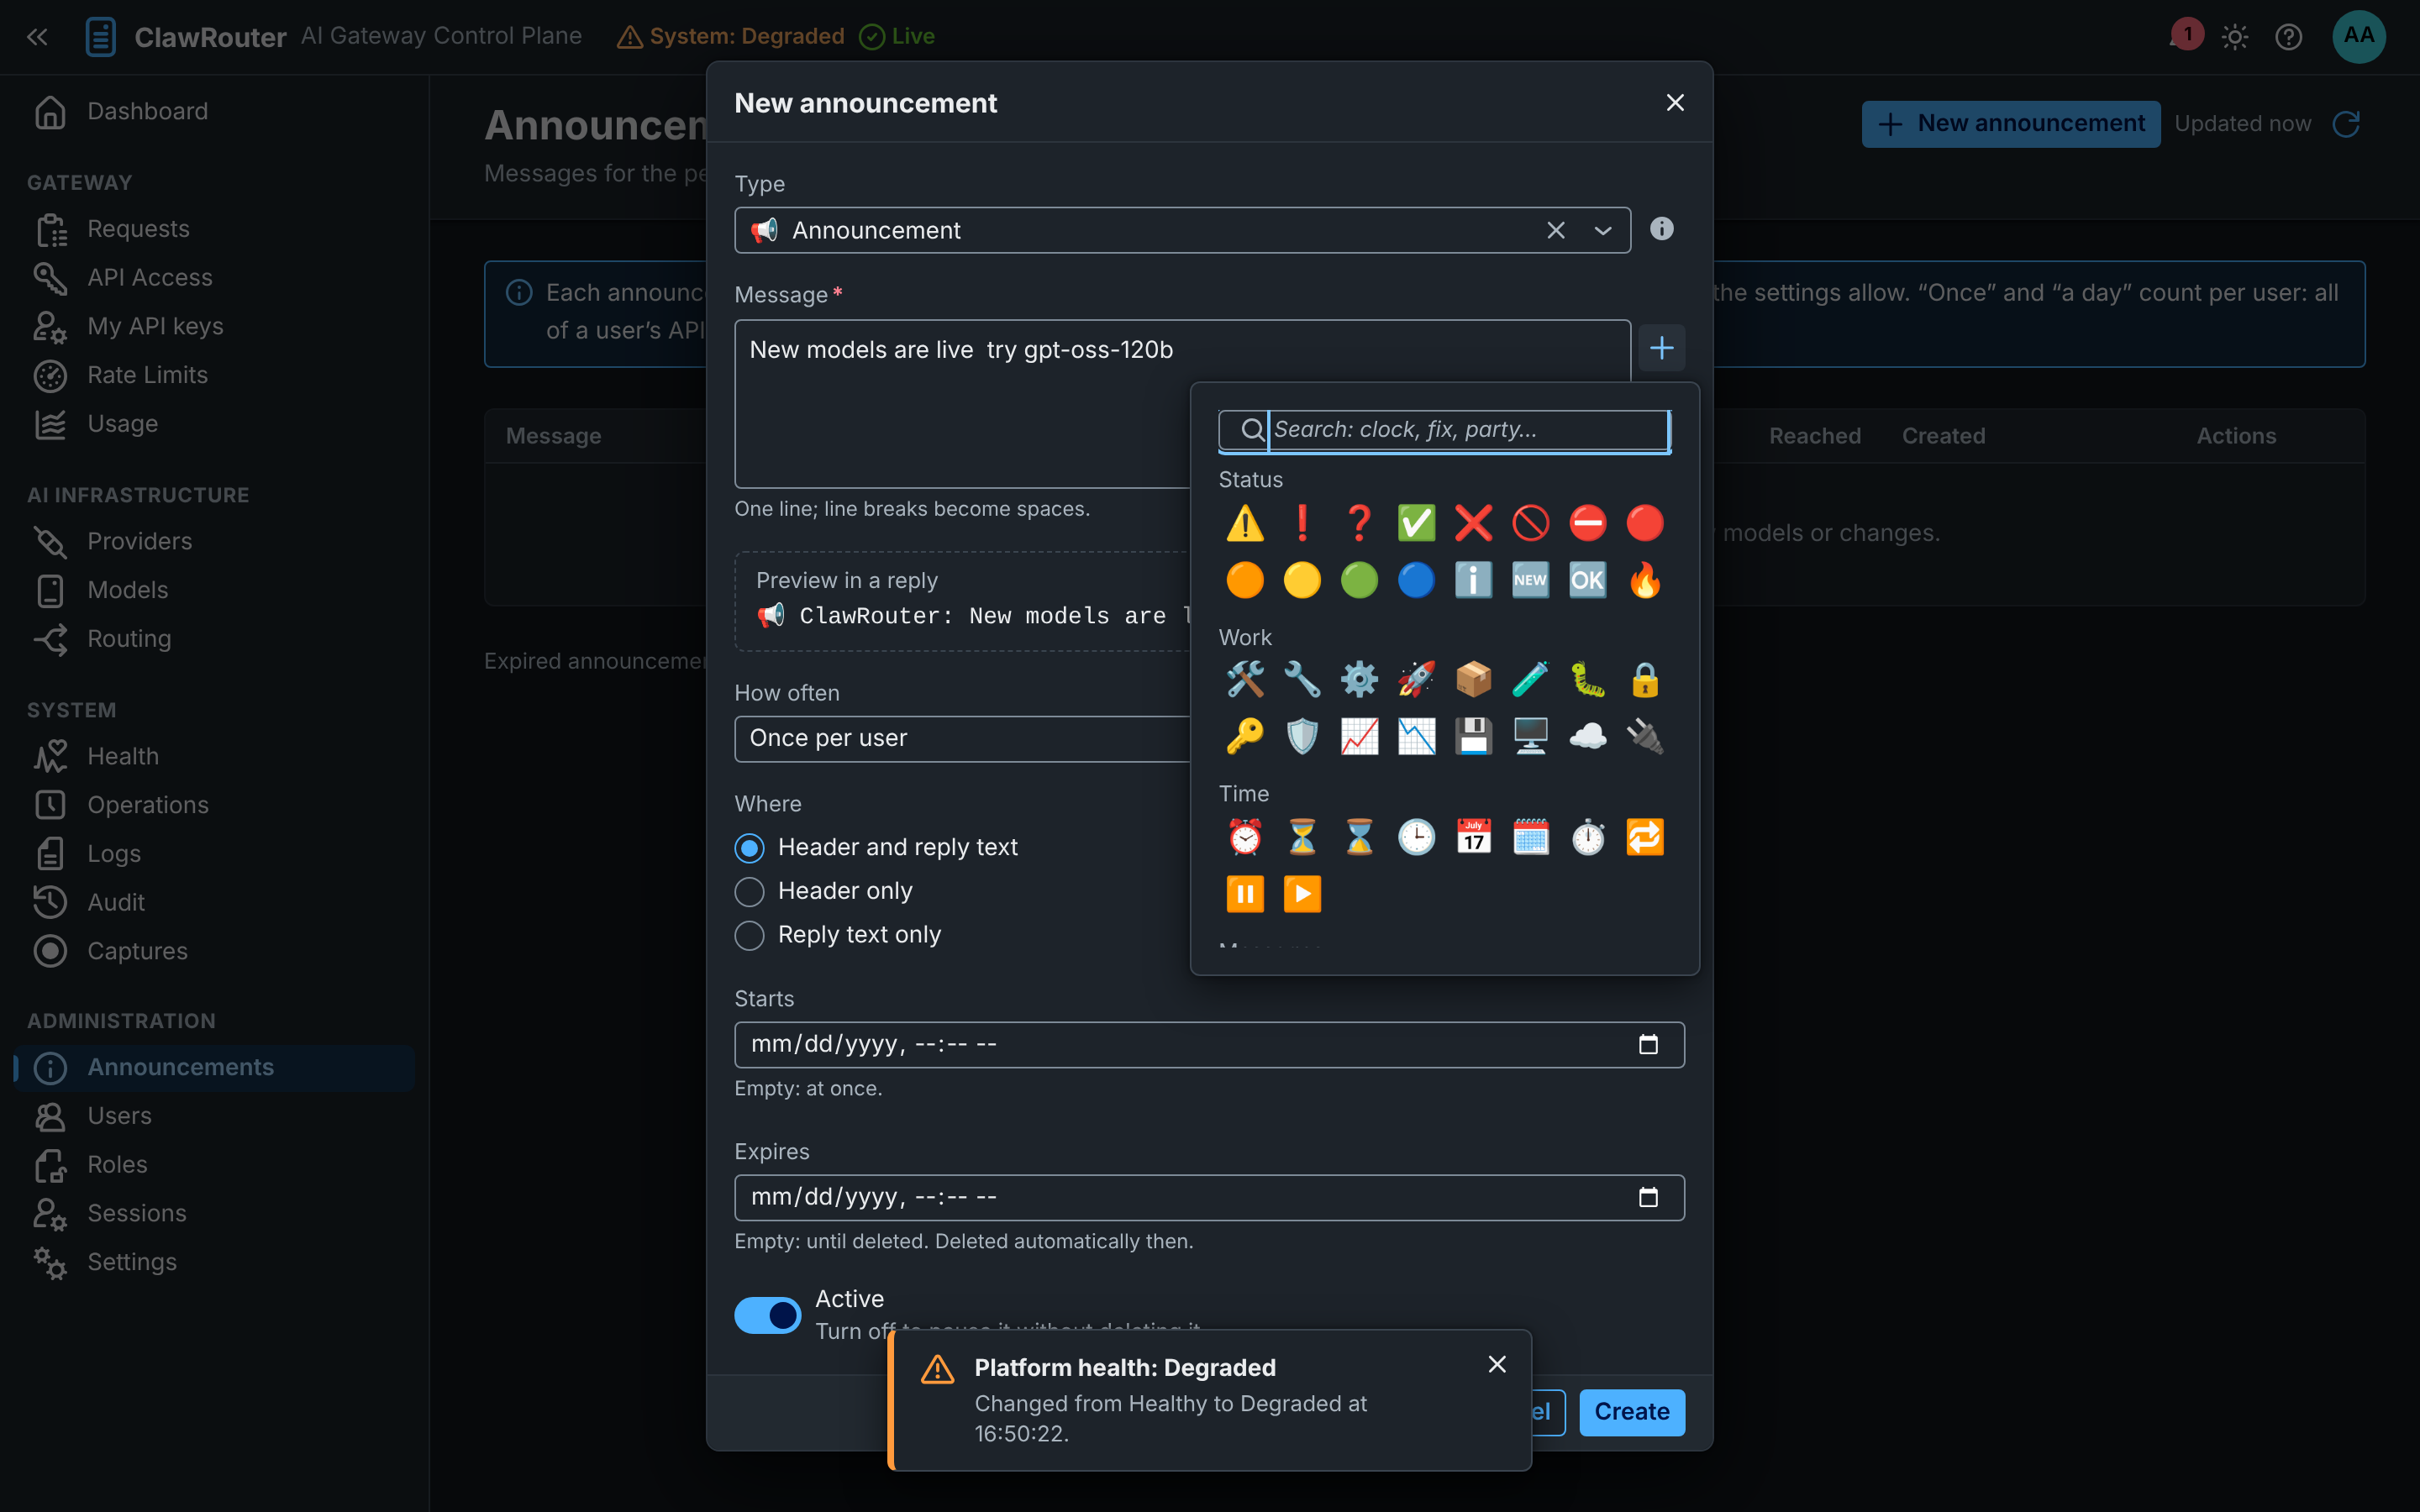 ClawRouter AI Gateway Control Plane System: Degraded Live 1 AA
Dashboard
GATEWAY
Requests
API Access
My API keys
Rate Limits
Usage
AI INFRASTRUCTURE
Providers
Models
Routing
SYSTEM
Health
Operations
Logs
Audit
Captures
ADMINISTRATION
Announcements
Users
Roles
Sessions
Settings
Messages for the
New announcement Updated now
Each
the settings allow. “Once” and “a day” count per user: all
of a user’s API
Message Reached Created Actions
models or changes.
Expired
New announcement
Type
📢 Announcement
Message*
New models are live  try gpt-oss-120b
One line; line breaks become spaces.
Preview in a reply
📢 ClawRouter: New models are
How often
Once per user
Where
Header and reply text
Header only
Reply text only
Starts
mm/dd/yyyy, --:-- --
Empty: at once.
Expires
mm/dd/yyyy, --:-- --
Empty: until deleted. Deleted automatically then.
Active
Turn off to pause it without deleting it
Create
Search: clock, fix, party...
Status
NEW OK
Work
Time
July
17
Platform health: Degraded
Changed from Healthy to Degraded at
16:50:22.